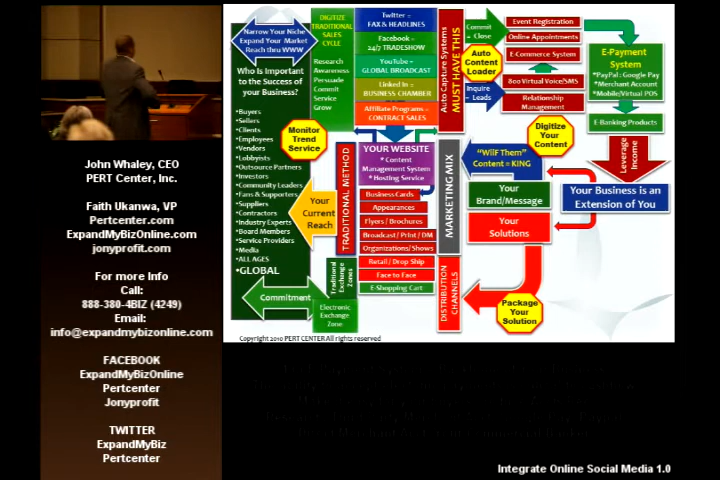 John Whaley, CEO
PERT Center, Inc.
Faith Ukanwa, VP
Pertcenter.com
ExpandMyBizOnline.com
jonyprofit.com
For more Info
Call:
888-380-4BIZ (4249)
Email:
info@expandmybizonline.com
FACEBOOK
ExpandMyBizOnline
Pertcenter
Jonyprofit
TWITTER
ExpandMyBiz
Pertcenter
Narrow Your Niche
Expand Your Market
Reach thru WWW
Who Is Important
to the Success of
your Business?
•Buyers
•Sellers
•Clients
•Employees
•Vendors
•Lobbyists
•Outsource Partners
•Investors
•Community Leaders
•Fans & Supporters
•Suppliers
•Contractors
•Industry Experts
•Board Members
•Service Providers
•Media
•ALL AGES
•GLOBAL
Commitment
DIGITIZE
TRADITIONAL
SALES
CYCLE
Research
Awareness
Persuade
Commit
Service
Grow
Monitor
Trend
Service
Your
Current
Reach
Traditional Exchange
Zones
Electronic
Exchange
Zone
Twitter=
FAX & HEADLINES
Facebook =
24/7 TRADESHOW
YouTube =
GLOBAL BROADCAST
Linked In =
BUSINESS CHAMBER
Affiliate Programs =
CONTRACT SALES
TRADITIONAL METHOD
YOUR WEBSITE
• Content
Management System
• Hosting Service
Business Cards
Appearances
Flyers / Brochures
Broadcast / Print / DM
Organizations/Shows
Retail / Drop Ship
Face to Face
E-Shopping Cart
Auto Capture Systems
MUST HAVE THIS
MARKETING MIX
DISTRIBUTION
CHANNELS
Commit
= Close
Auto
Content
Loader
Inquire
= Leads
Event Registration
Online Appointments
E-Commerce System
800 Virtual Voice/SMS
Relationship
Management
E-Payment
System
*PayPal : Google Pay
*Merchant Account
*Mobile/Virtual POS
E-Banking Products
Leverage
Income
Digitize
Your
Content
"WiiF Them"
Content = KING
Your
Brand/Message
Your
Solutions
Your Business is an
Extension of You
Package
Your
Solution
Copyright 2010 PERT CENTER All rights reserved
Integrate Online Social Media 1.0